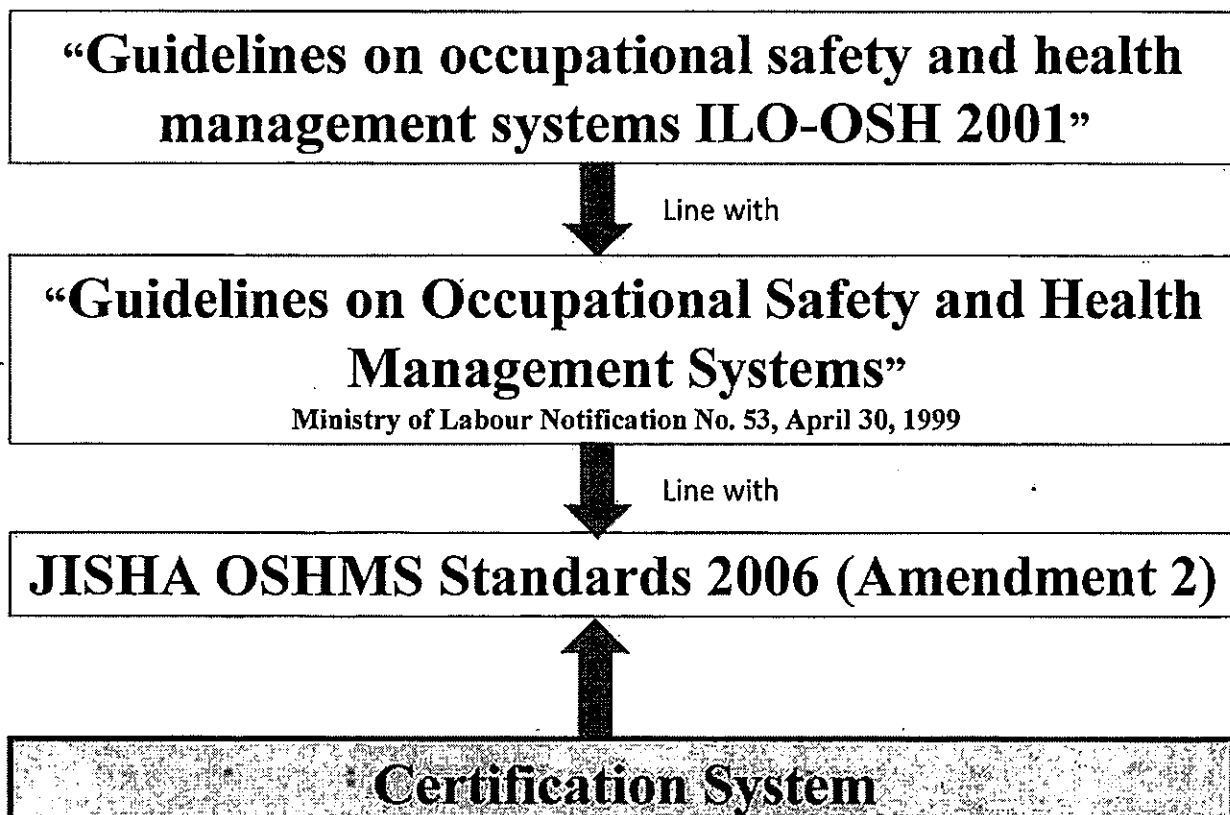 “Guidelines on occupational safety and health
management systems ILO-OSH 2001”
Line with
“Guidelines on Occupational Safety and Health
Management Systems”
Ministry of Labour Notification No. 53, April 30, 1999
Line with
JISHA OSHMS Standards 2006 (Amendment 2)
Certification System